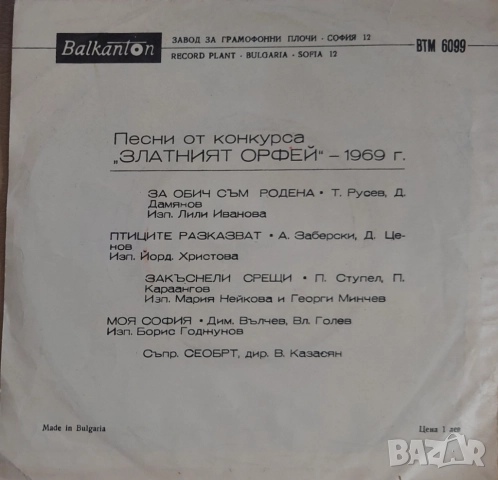 Balkanton
ЗАВОД ЗА ГРАМОФОННИ ПЛОЧИ - СОФИЯ 12
RECORD PLANT - BULGARIA - SOFIA 12
ВТМ 6099
Песни от конкурса
„ЗЛАТНИЯТ ОРФЕЙ“ – 1969 г.
ЗА ОБИЧ СЪМ РОДЕНА • Т. Русев, Д.
Дамянов
Изп. Лили Иванова
ПТИЦИТЕ РАЗКАЗВАТ • А. Заберски, Д. Це-
нов
Изп. Йорд. Христова
ЗАКЪСНЕЛИ СРЕЩИ • П. Ступел, П.
Караангов
Изп. Мария Нейкова и Георги Минчев
МОЯ СОФИЯ • Дим. Вълчев, Вл. Голев
Изп. Борис Годжунов
Съпр. СЕОБРТ, дир. В. Казасян
Made in Bulgaria
Цена 1 лев
BAZAR
.bg